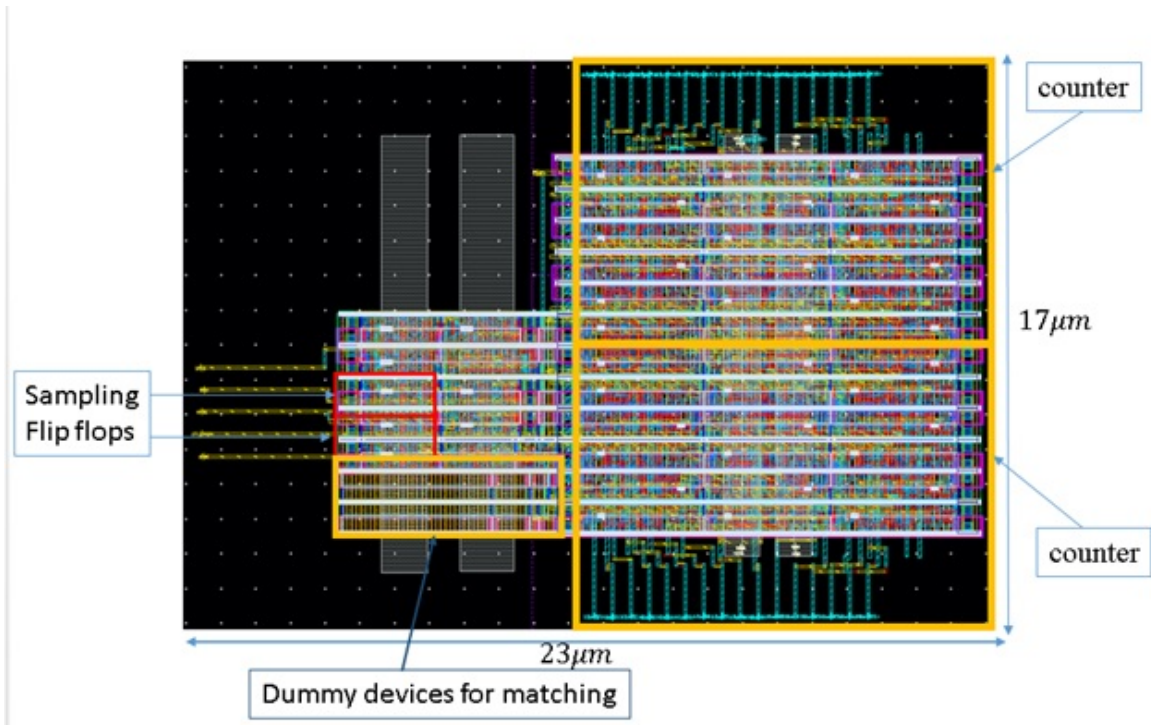 counter
17μm
Sampling
Flip flops
counter
23μm
Dummy devices for matching